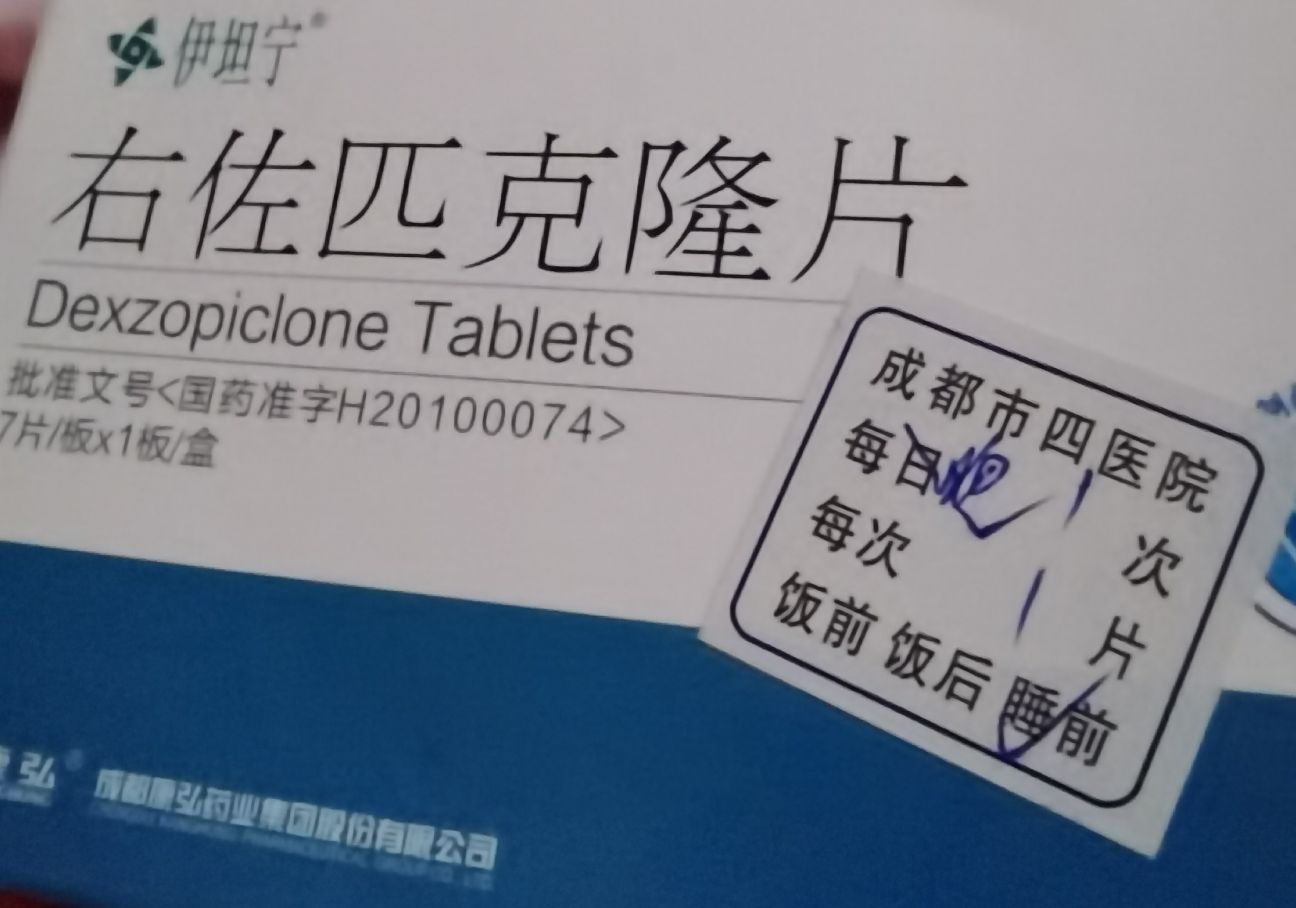 伊坦宁®
右佐匹克隆片
Dexzopiclone Tablets
批准文号<国药准字H20100074>
7片/板x1板/盒
成都市四医院
每日 1 次
每次 1 片
饭前 饭后 睡前
弘® 成都康弘药业集团股份有限公司